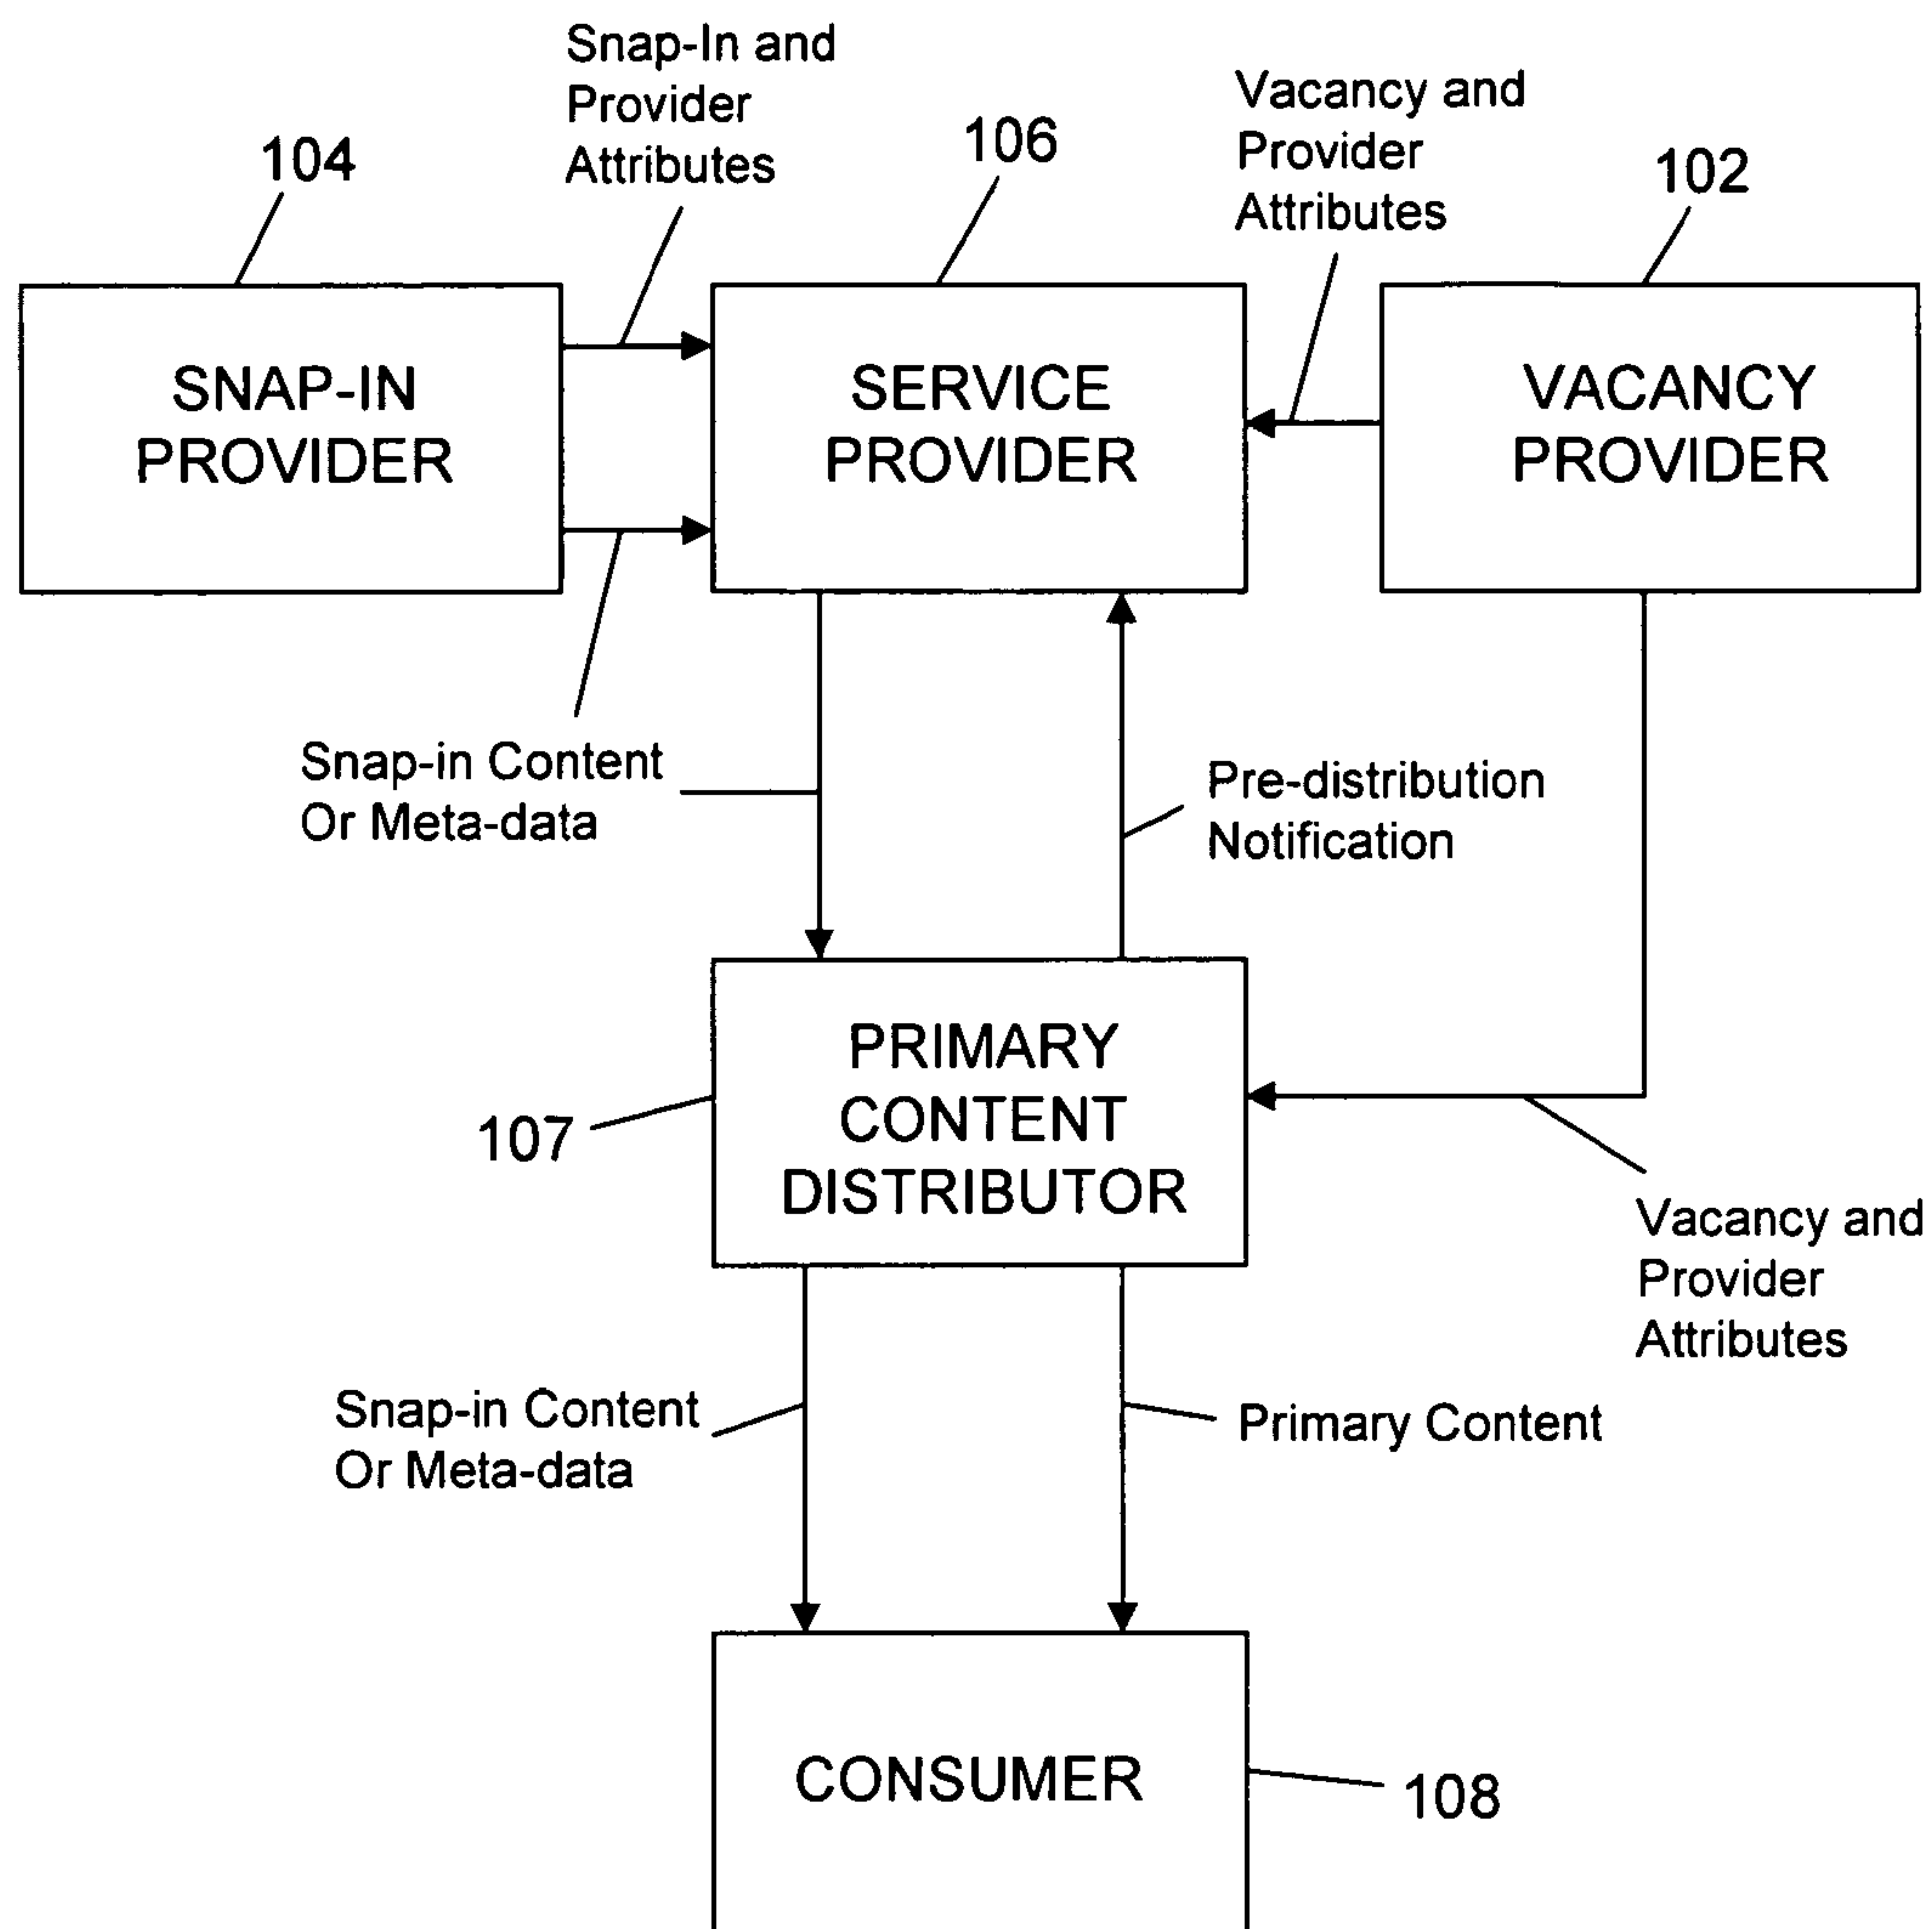 Snap-In and
Provider
Attributes
Vacancy and
Provider
Attributes
104
106
102
SNAP-IN
PROVIDER
SERVICE
PROVIDER
VACANCY
PROVIDER
Snap-in Content
Or Meta-data
Pre-distribution
Notification
PRIMARY
CONTENT
DISTRIBUTOR
107
Vacancy and
Provider
Attributes
Snap-in Content
Or Meta-data
Primary Content
CONSUMER
108